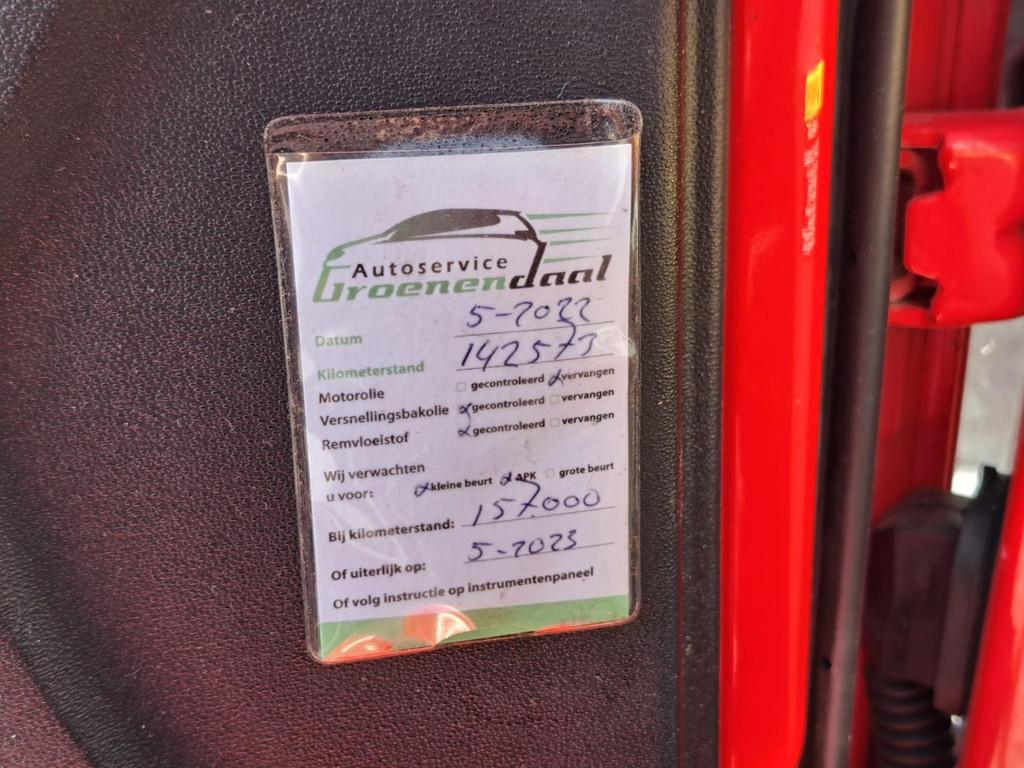 Autoservice
Groenendaal
Datum 5-2022
Kilometerstand 142573
Motorolie gecontroleerd vervangen
Versnellingsbakolie gecontroleerd vervangen
Remvloeistof gecontroleerd vervangen
Wij verwachten
u voor: kleine beurt APK grote beurt
Bij kilometerstand: 157000
Of uiterlijk op: 5-2023
Of volg instructie op instrumentenpaneel